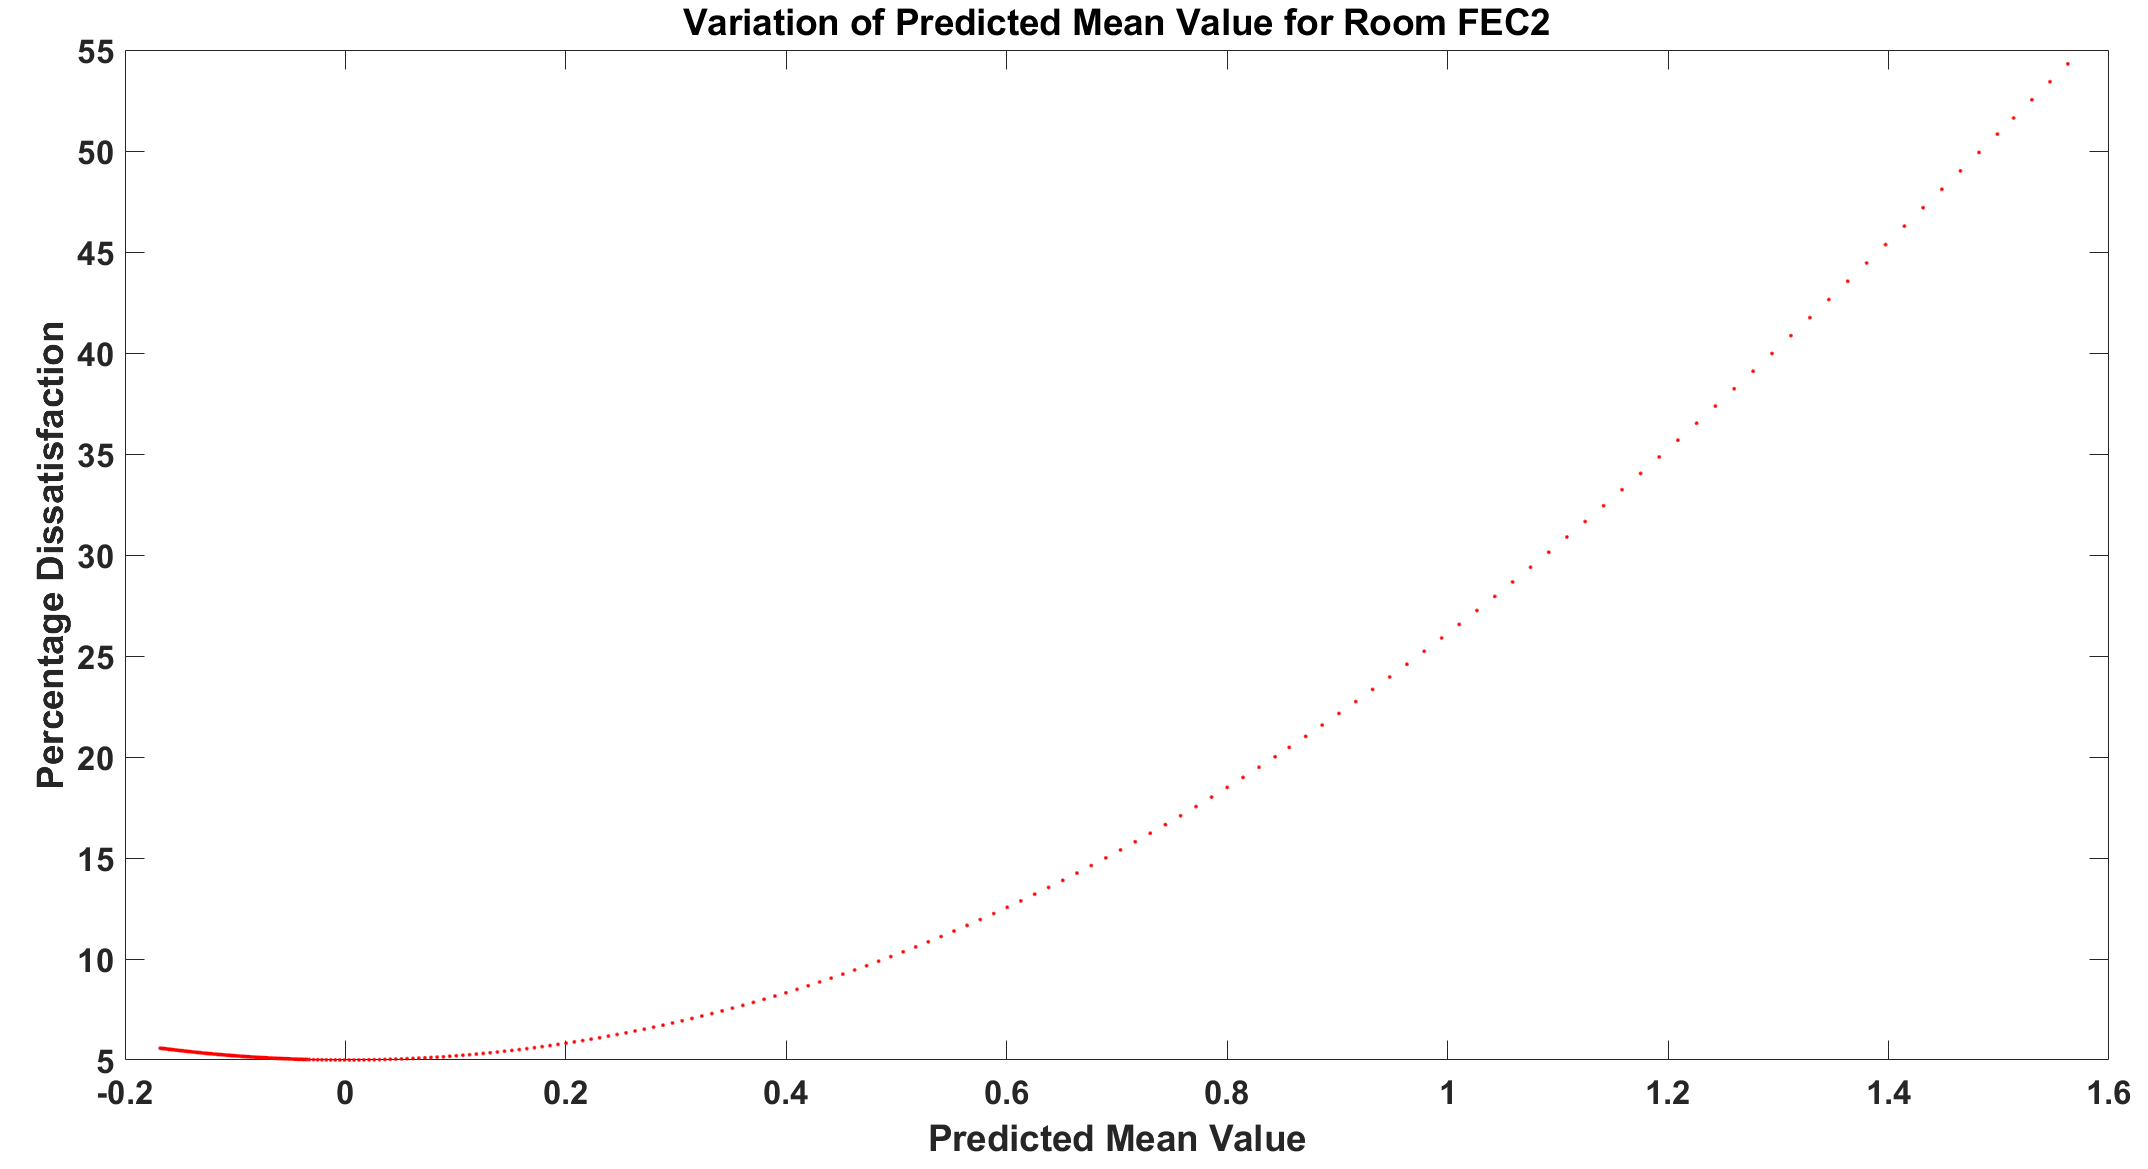 Variation of Predicted Mean Value for Room FEC2
55
50
45
40
35
30
25
20
15
10
5
Percentage Dissatisfaction
-0.2 0 0.2 0.4 0.6 0.8 1 1.2 1.4 1.6
Predicted Mean Value